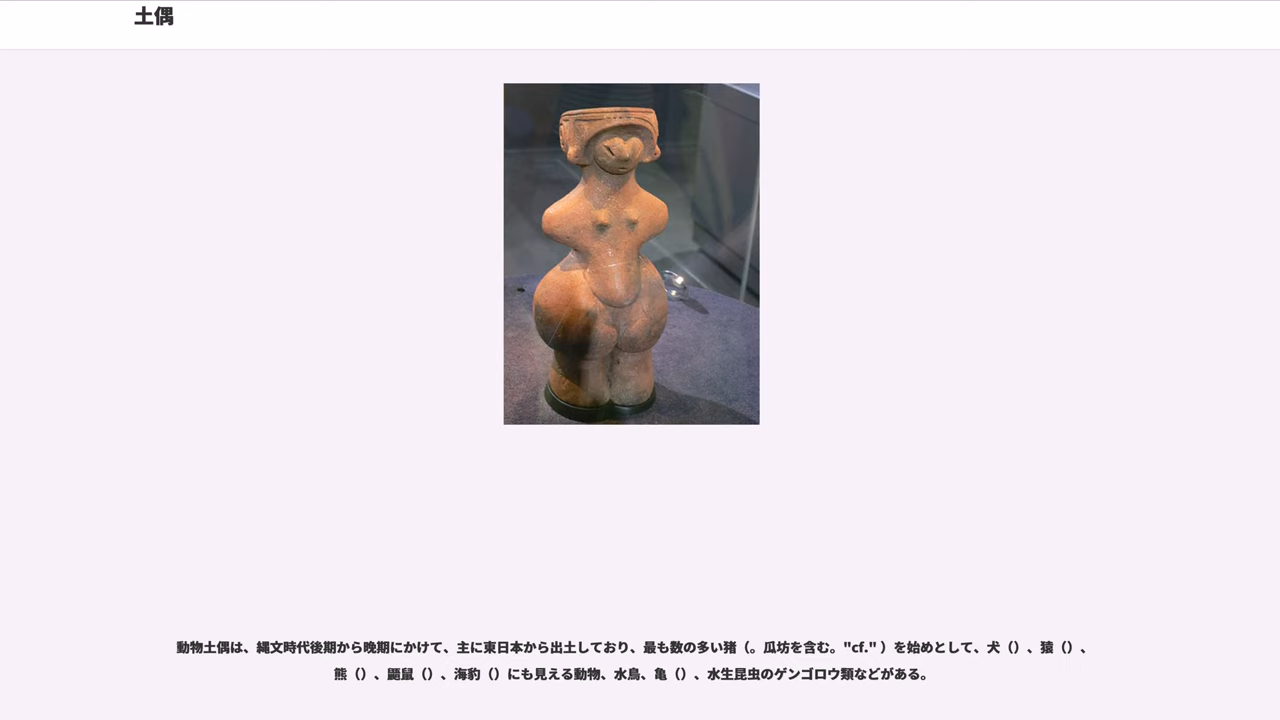 土偶
動物土偶は、縄文時代後期から晩期にかけて、主に東日本から出土しており、最も数の多い猪（。瓜坊を含む。"cf." ）を始めとして、犬（）、猿（）、
熊（）、鼯鼠（）、海豹（）にも見える動物、水鳥、亀（）、水生昆虫のゲンゴロウ類などがある。